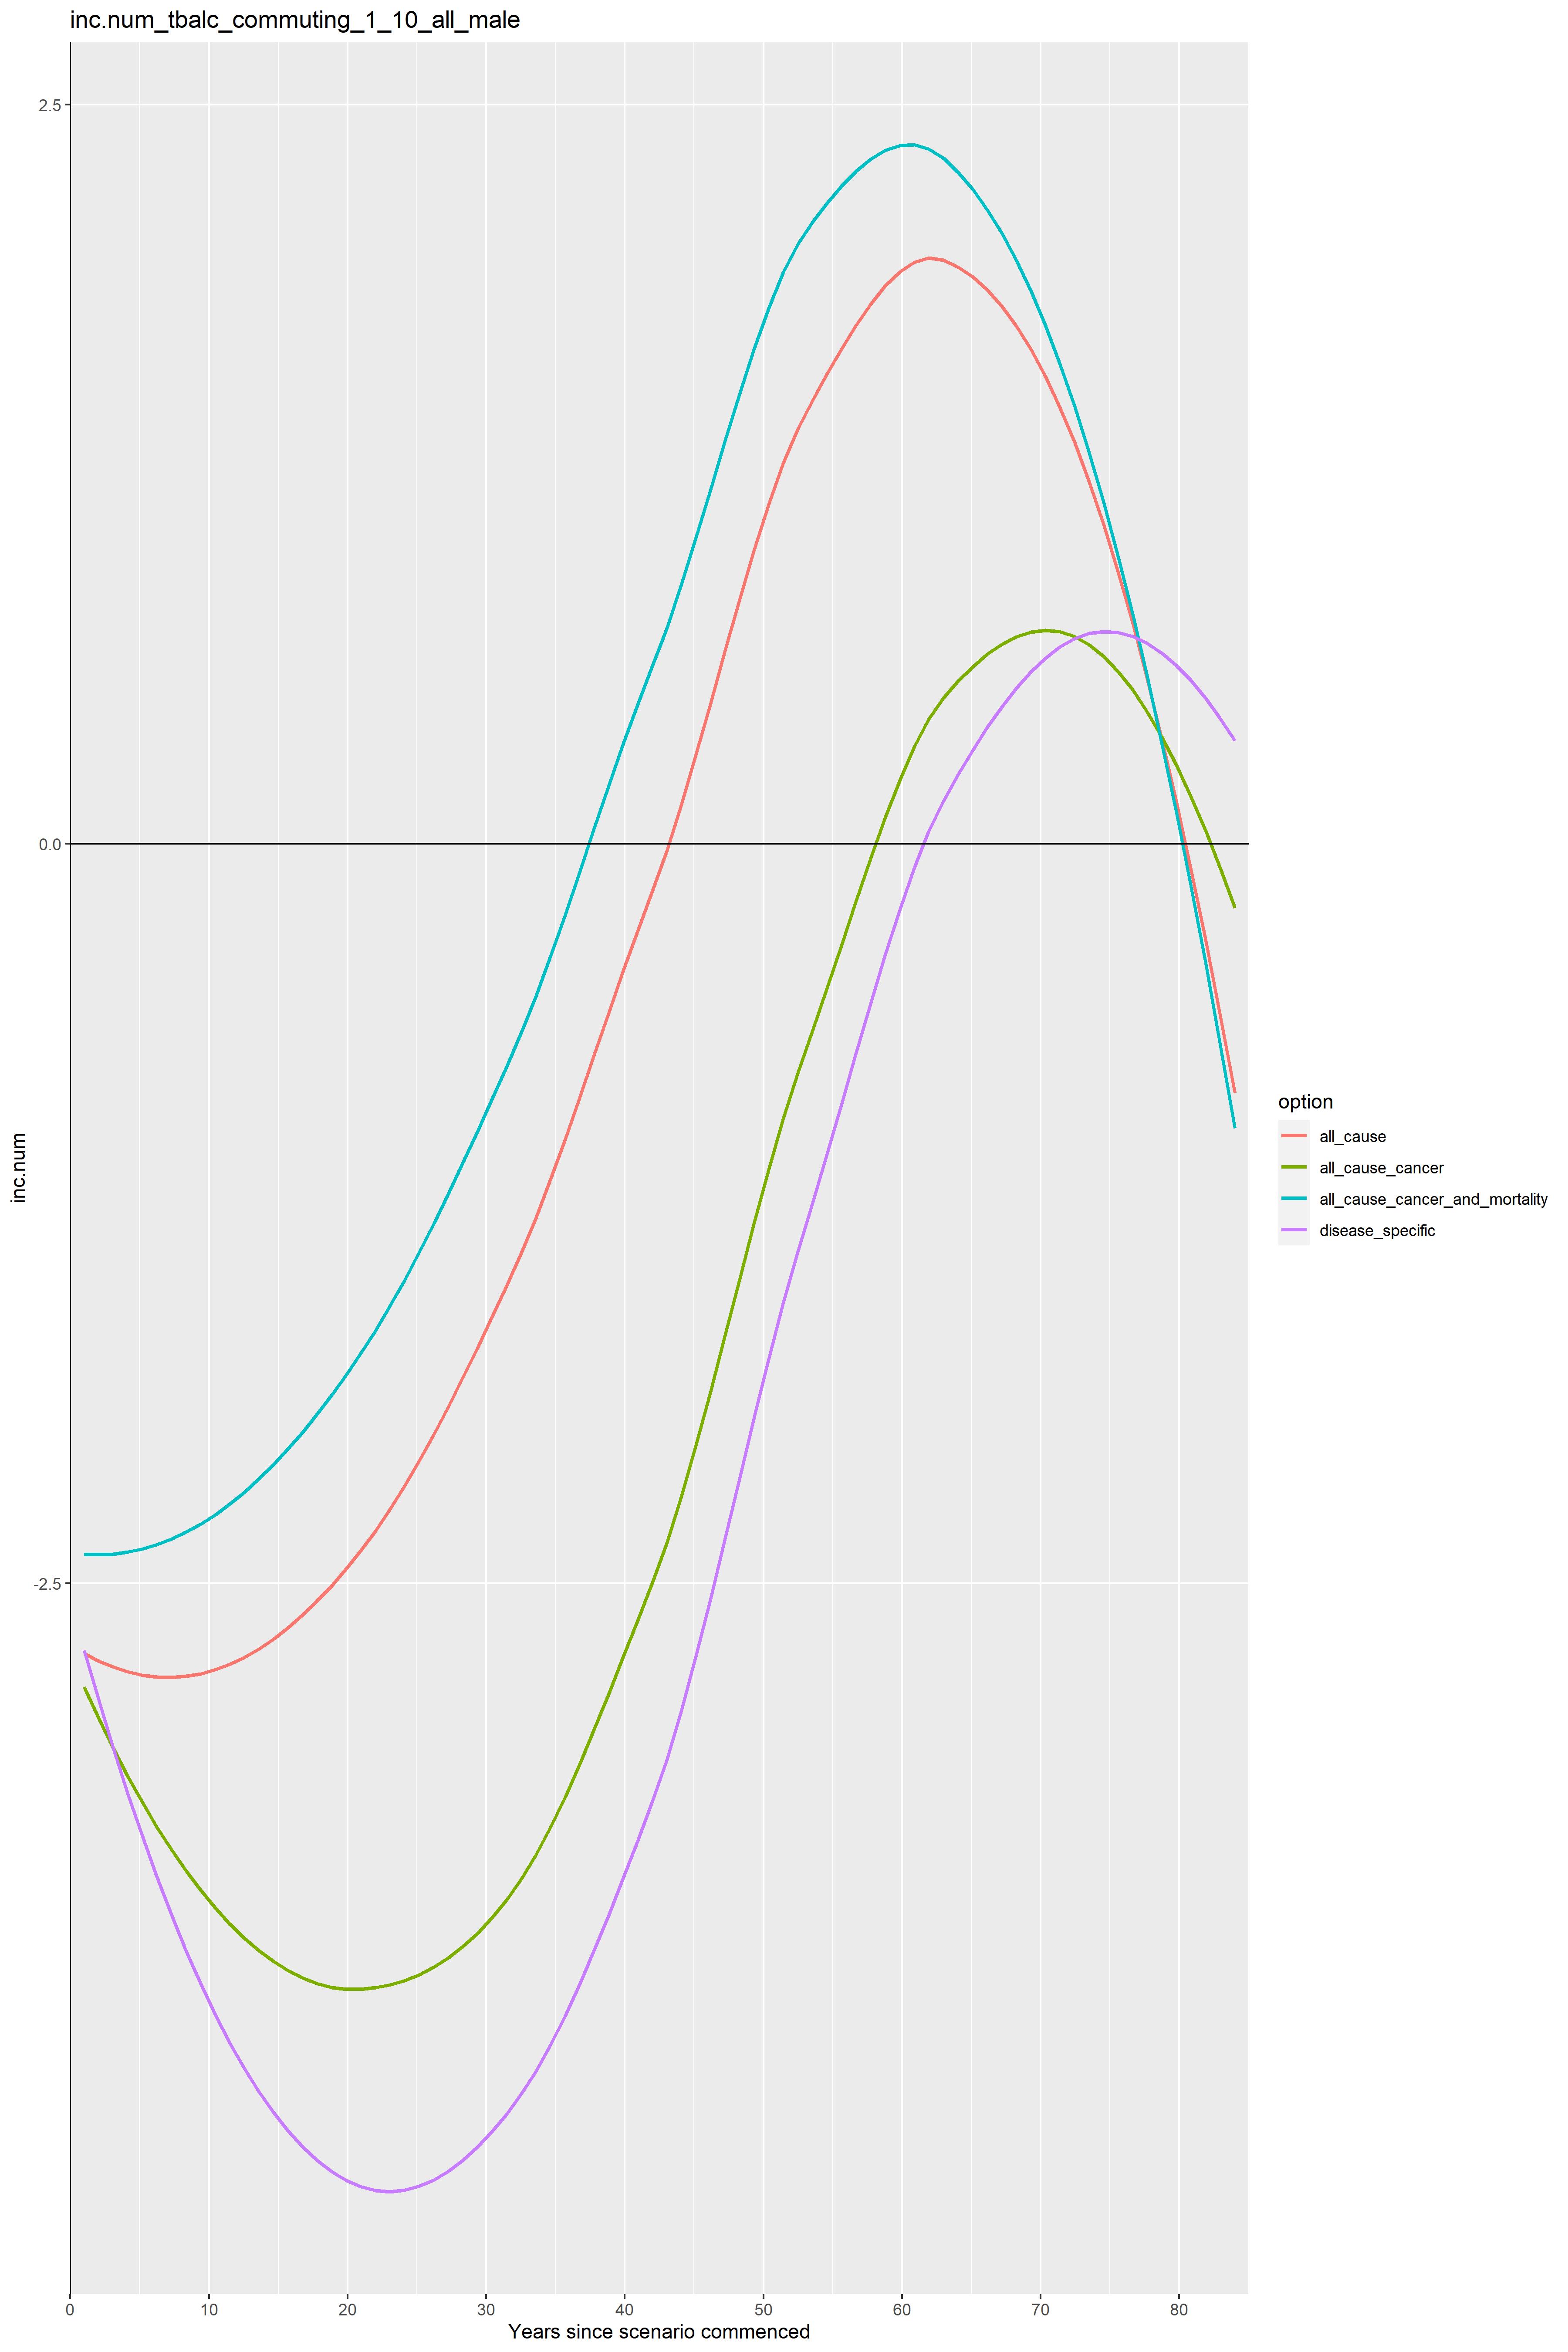 inc.num_tbalc_commuting_1_10_all_male
2.5
0.0
-2.5
inc.num
0 10 20 30 40 50 60 70 80
Years since scenario commenced
option
all_cause
all_cause_cancer
all_cause_cancer_and_mortality
disease_specific